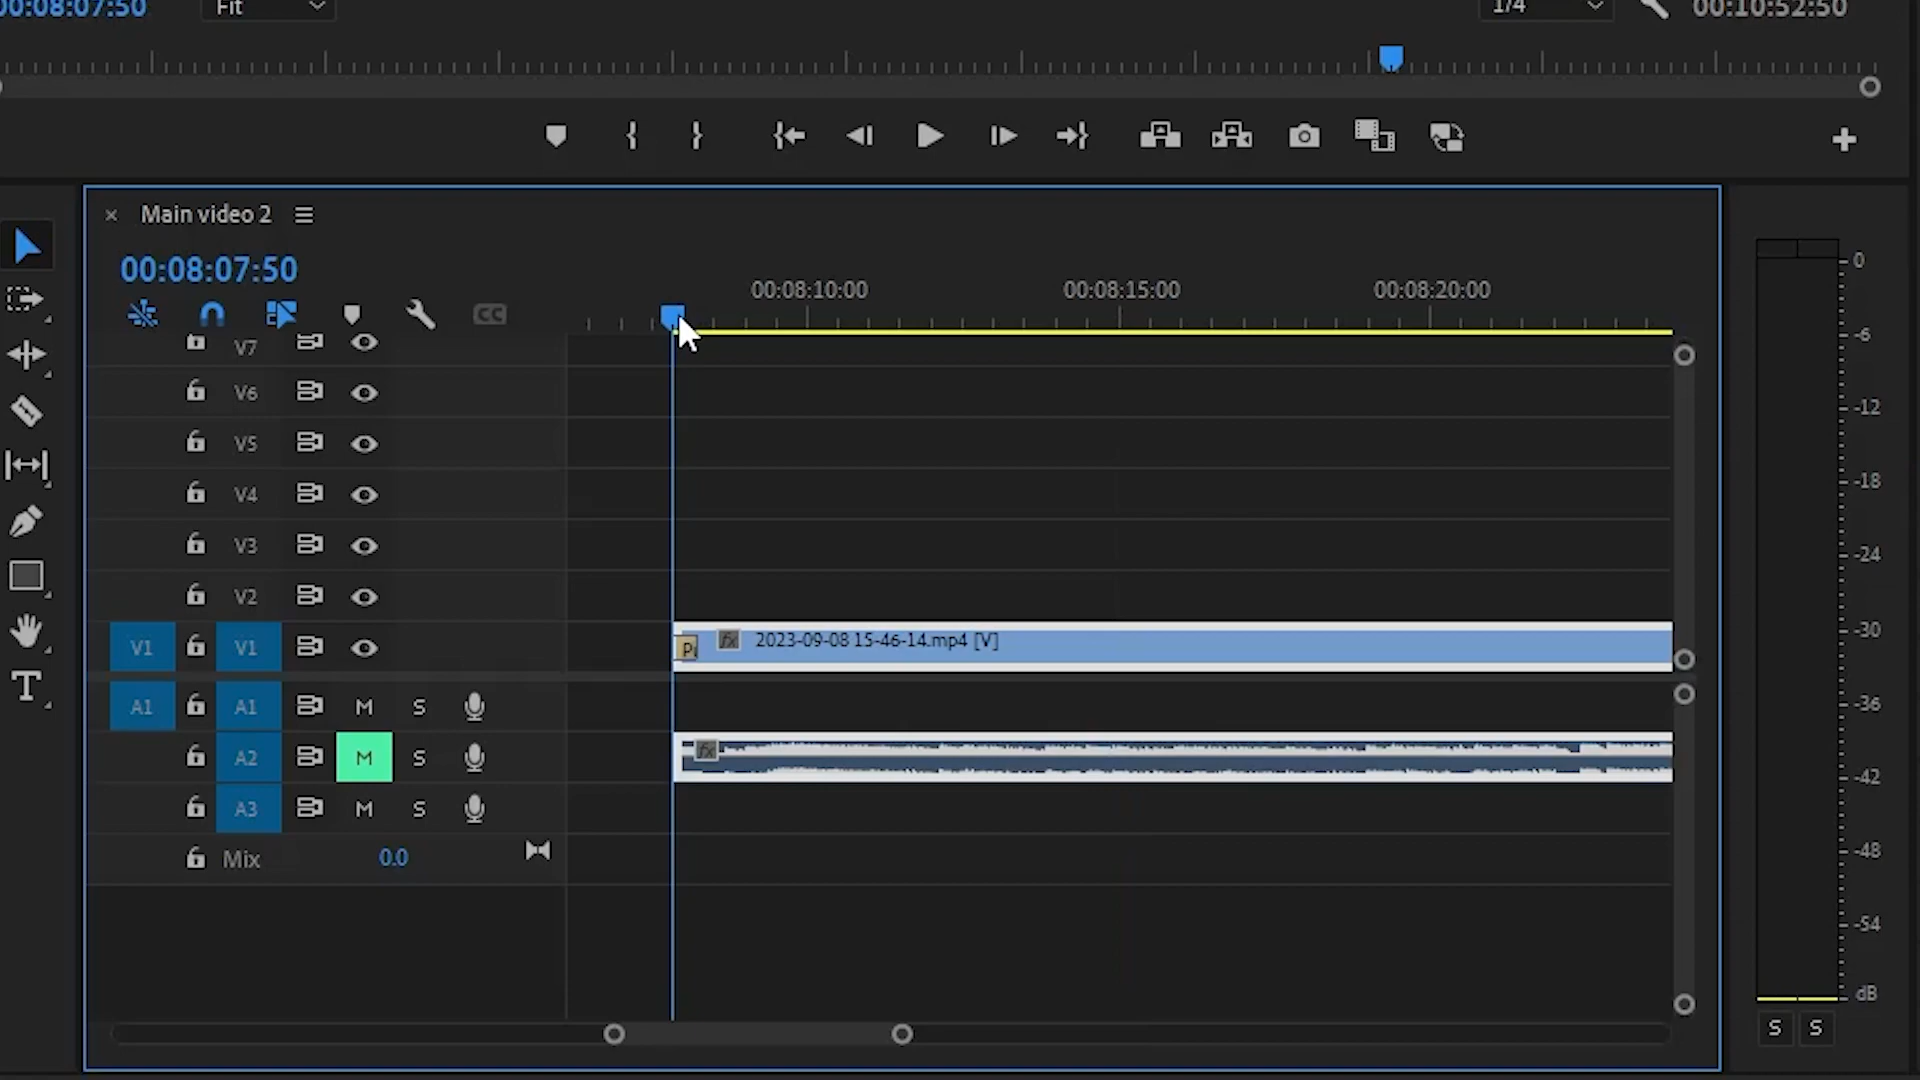 00:08:07:50
Fit
1/4
00:10:52:50
Main video 2
00:08:07:50
00:08:10:00
00:08:15:00
00:08:20:00
CC
V7
V6
V5
V4
V3
V2
V1 V1
fx 2023-09-08 15-46-14.mp4 [V]
A1 A1 M S
A2 M S
fx
A3 M S
Mix 0.0
0
-6
-12
-18
-24
-30
-36
-42
-48
-54
dB
S S